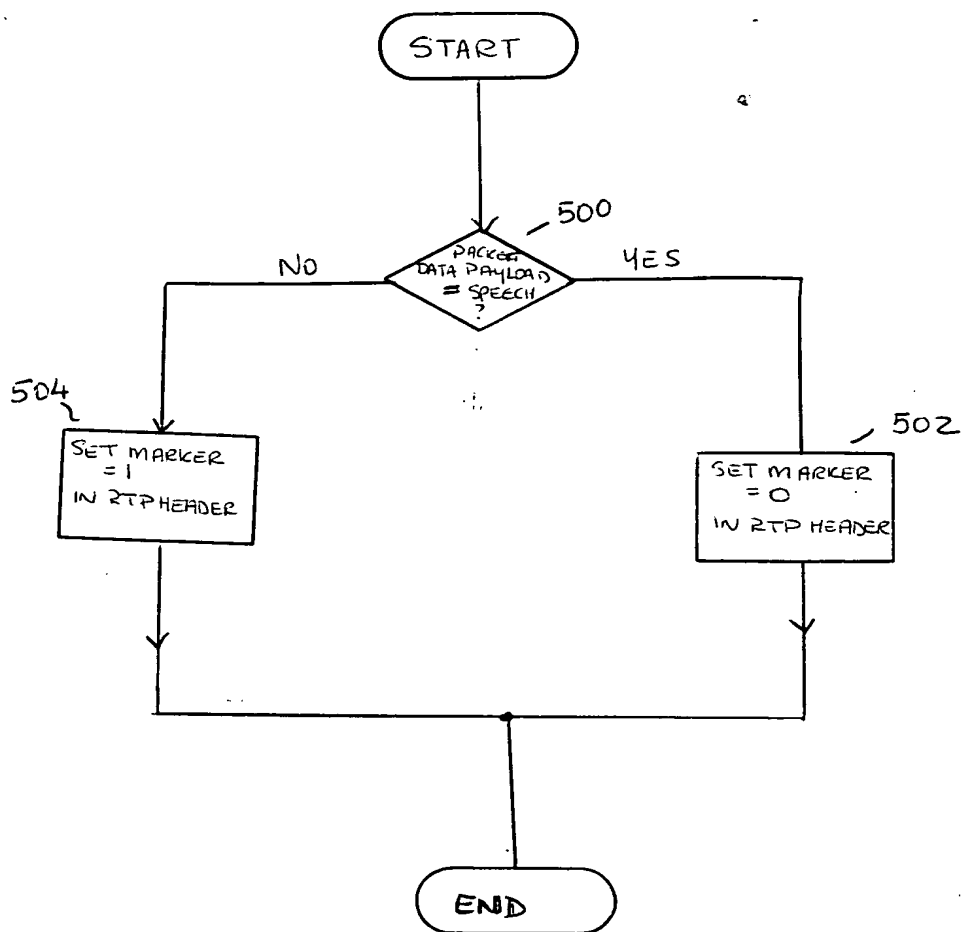 START
500
PACKET
DATA PAYLOAD
= SPEECH
?
NO
YES
504
SET MARKER
= 1
IN RTP HEADER
502
SET MARKER
= 0
IN RTP HEADER
END